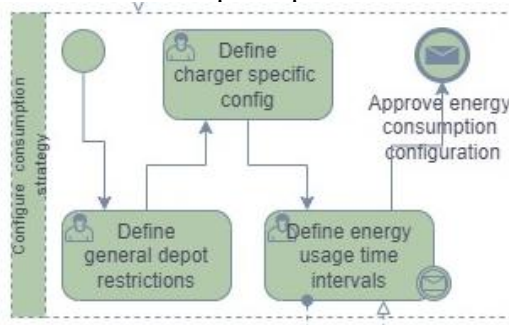 Configure consumption
strategy
Define
charger specific
config
Approve energy
consumption
configuration
Define
general depot
restrictions
Define energy
usage time
intervals